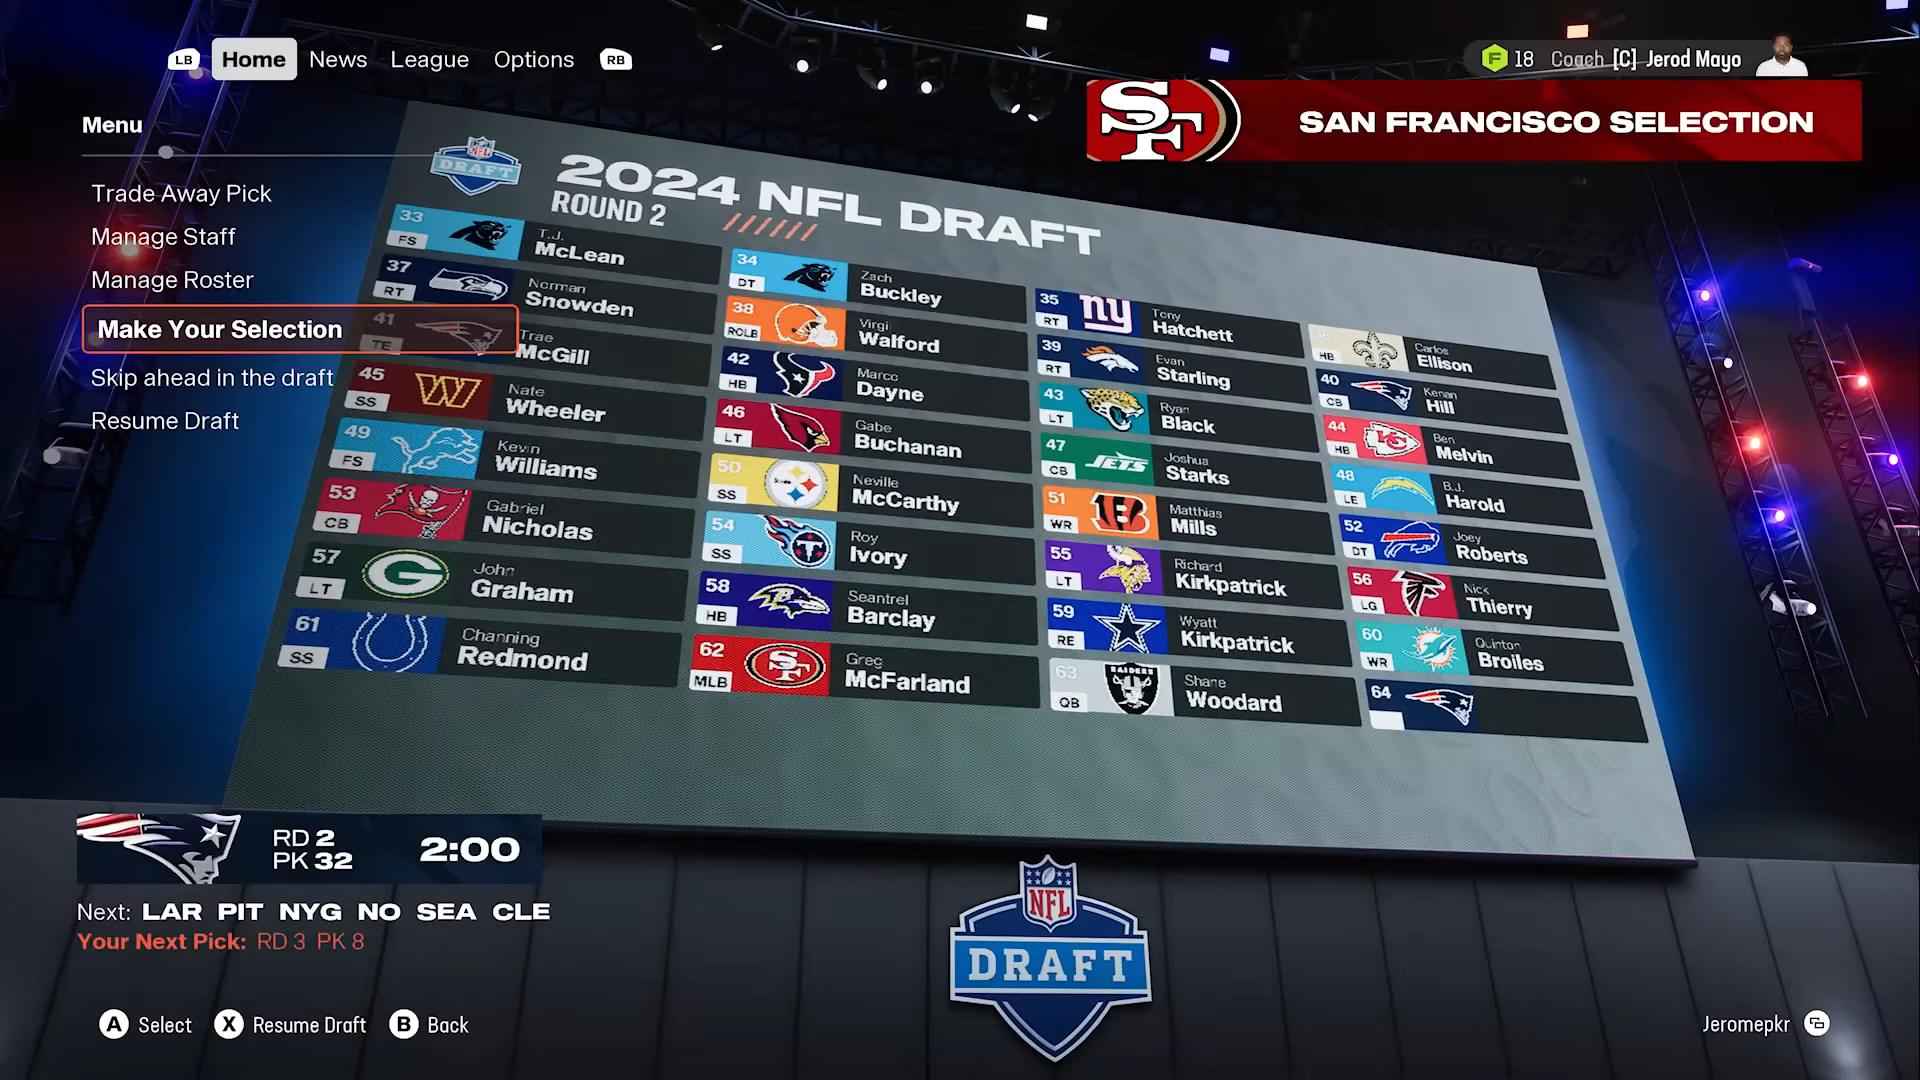 LB Home News League Options RB
18 Coach [C] Jerod Mayo
SAN FRANCISCO SELECTION
Menu
Trade Away Pick
Manage Staff
Manage Roster
Make Your Selection
Skip ahead in the draft
Resume Draft
NFL DRAFT
2024 NFL DRAFT
ROUND 2
33 FS T.J. McLean
34 DT Zach Buckley
35 RT ny Tony Hatchett
HB Carlos Ellison
37 RT Norman Snowden
38 ROLB Virgil Walford
39 RT Evan Starling
40 CB Kenan Hill
41 TE Trae McGill
42 HB Marco Dayne
43 LT Ryan Black
44 HB KC Ben Melvin
45 SS W Nate Wheeler
46 LT Gabe Buchanan
47 CB JETS Joshua Starks
48 LE B.J. Harold
49 FS Kevin Williams
50 SS Neville McCarthy
51 WR Matthias Mills
52 DT Joey Roberts
53 CB Gabriel Nicholas
54 SS Roy Ivory
55 LT Richard Kirkpatrick
56 LG Nick Thierry
57 LT G John Graham
58 HB Seantrel Barclay
59 RE Wyatt Kirkpatrick
60 WR Quinton Broiles
61 SS Channing Redmond
62 MLB SF Greg McFarland
63 QB RAIDERS Shane Woodard
64
RD 2
PK 32
2:00
Next: LAR PIT NYG NO SEA CLE
Your Next Pick: RD 3 PK 8
NFL
DRAFT
A Select X Resume Draft B Back
Jeromepkr